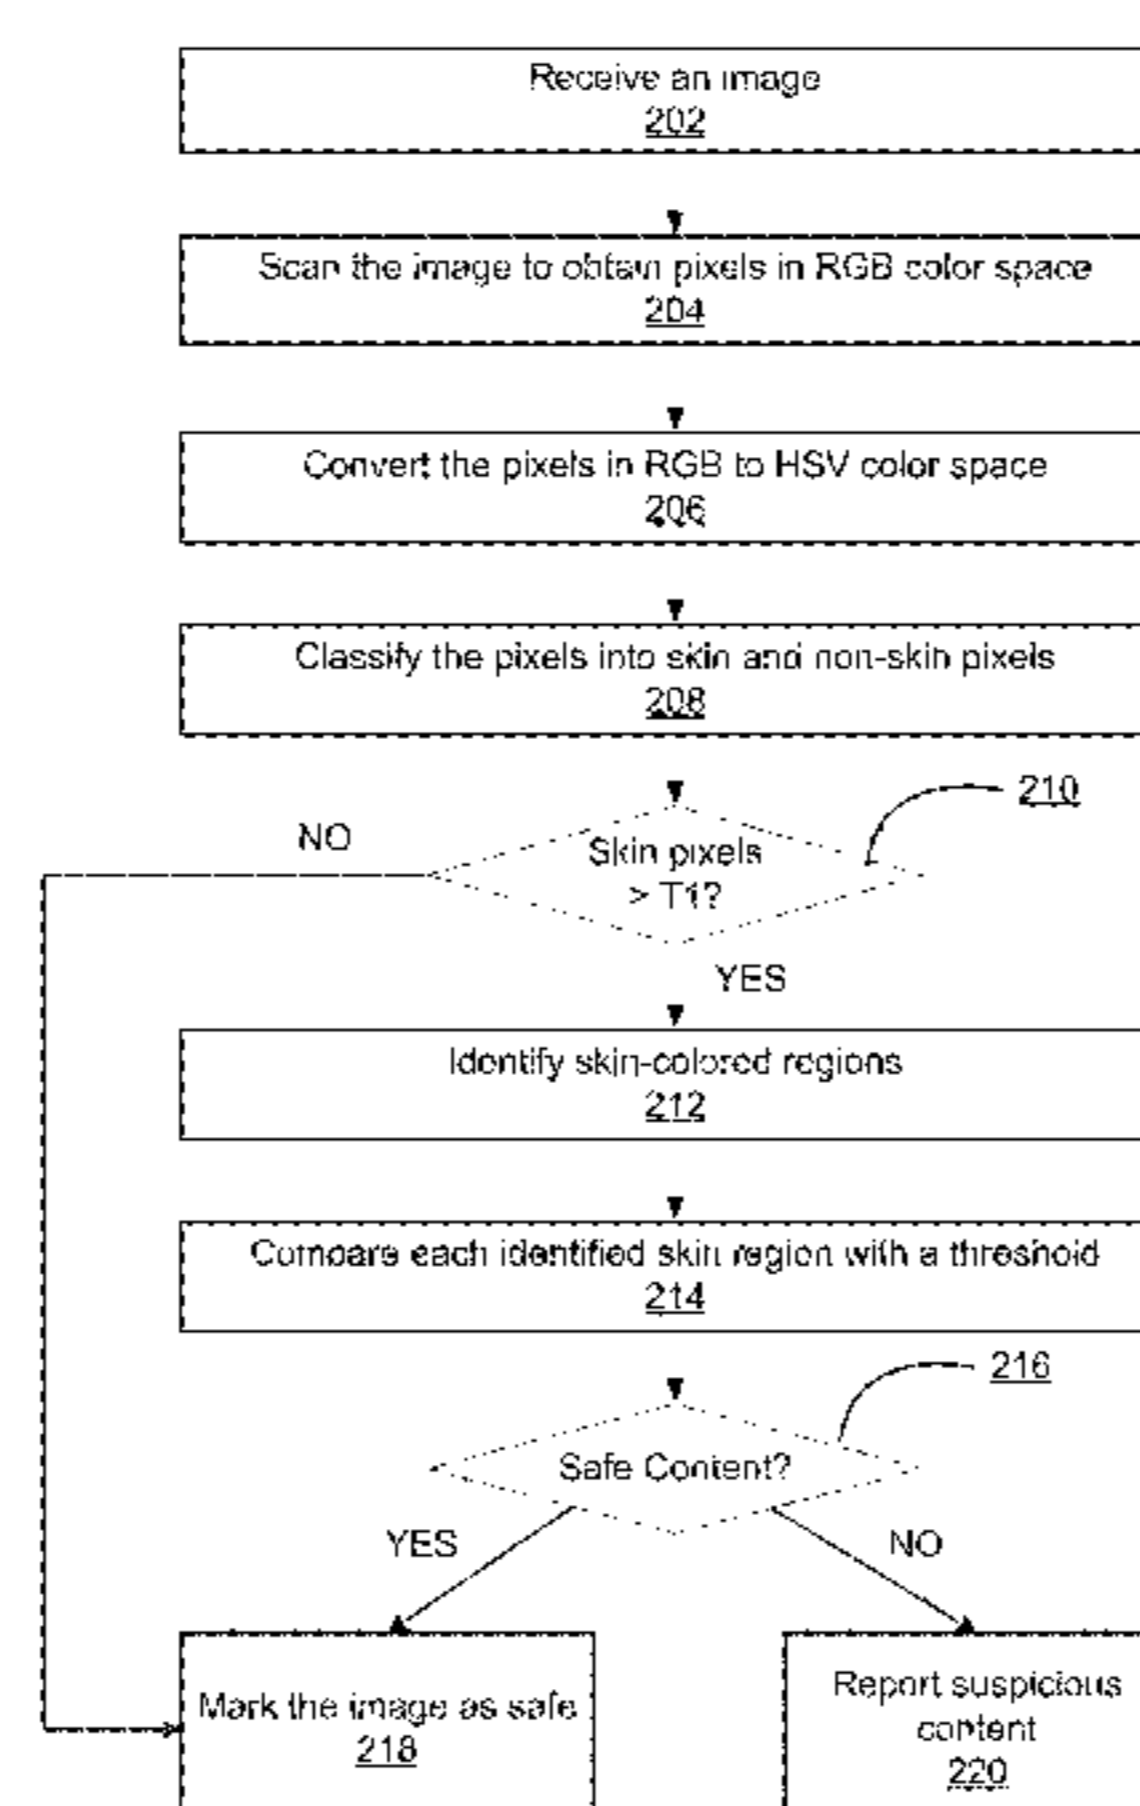 Receive an image
202
Scan the image to obtain pixels in RGB color space
204
Convert the pixels in RGB to HSV color space
206
Classify the pixels into skin and non-skin pixels
208
210
NO
Skin pixels
> T1?
YES
Identify skin-colored regions
212
Compare each identified skin region with a threshold
214
216
Safe Content?
YES
NO
Mark the image as safe
218
Report suspicious
content
220